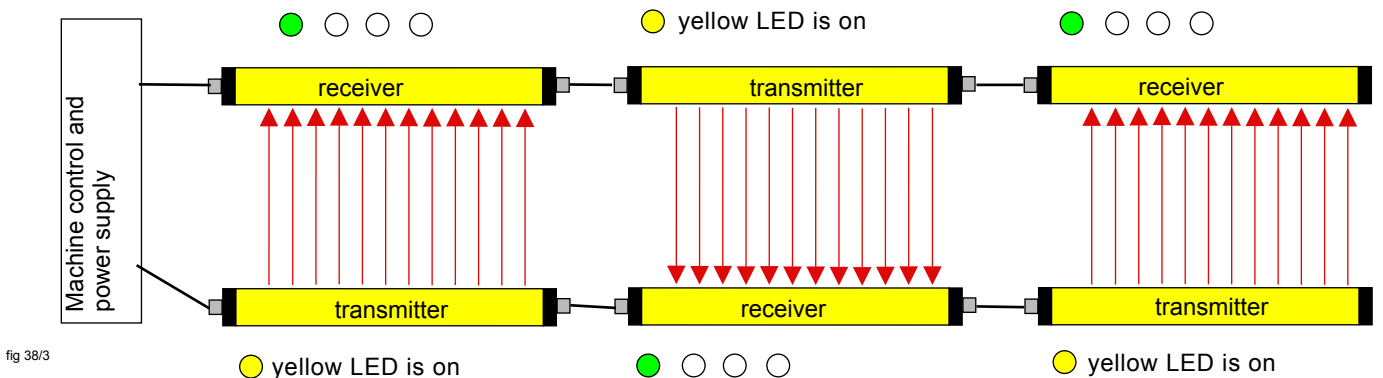 yellow LED is on
Machine control and
power supply
receiver
transmitter
receiver
transmitter
receiver
transmitter
fig 38/3
yellow LED is on
yellow LED is on